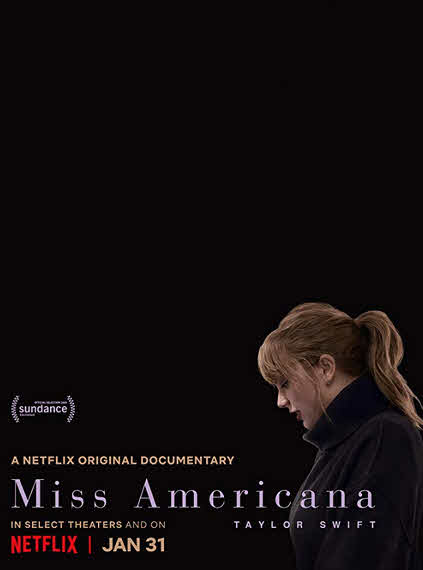 sundance
A NETFLIX ORIGINAL DOCUMENTARY
Miss Americana
IN SELECT THEATERS AND ON
TAYLOR SWIFT
NETFLIX | JAN 31